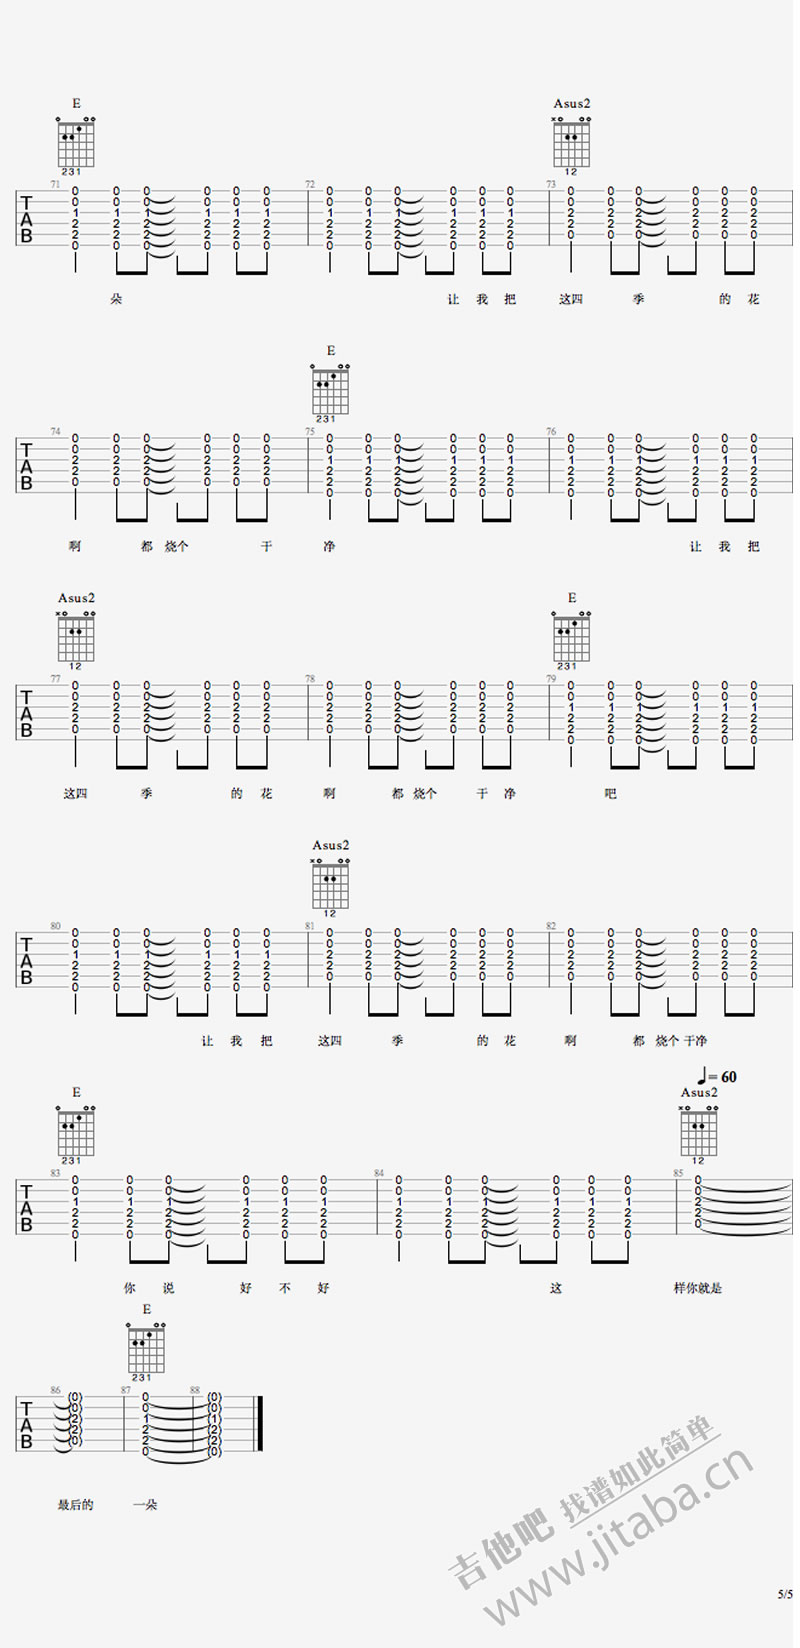 E Asus2
231 12
71 72 73
T
A
B
朵 让 我 把 这四 季 的 花
E
231
74 75 76
T
A
B
啊 都 烧个 干 净 让 我 把
Asus2 E
12 231
77 78 79
T
A
B
这四 季 的 花 啊 都 烧个 干 净 吧
Asus2
12
80 81 82
T
A
B
让 我 把 这四 季 的 花 啊 都 烧个 干净
♩= 60
E Asus2
231 12
83 84 85
T
A
B
你 说 好 不 好 这 样你就是
E
231
86 87 88
T
A
B
最后的 一朵
吉他吧 找谱如此简单
www.jitaba.cn
5/5